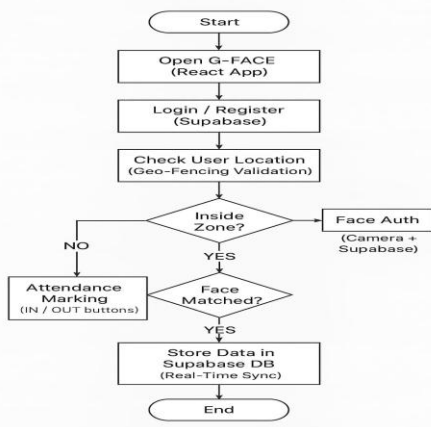 Start
Open G-FACE
(React App)
Login / Register
(Supabase)
Check User Location
(Geo-Fencing Validation)
Inside
Zone?
Face Auth
(Camera +
Supabase)
NO
YES
Attendance
Marking
(IN / OUT buttons)
Face
Matched?
YES
Store Data in
Supabase DB
(Real-Time Sync)
End